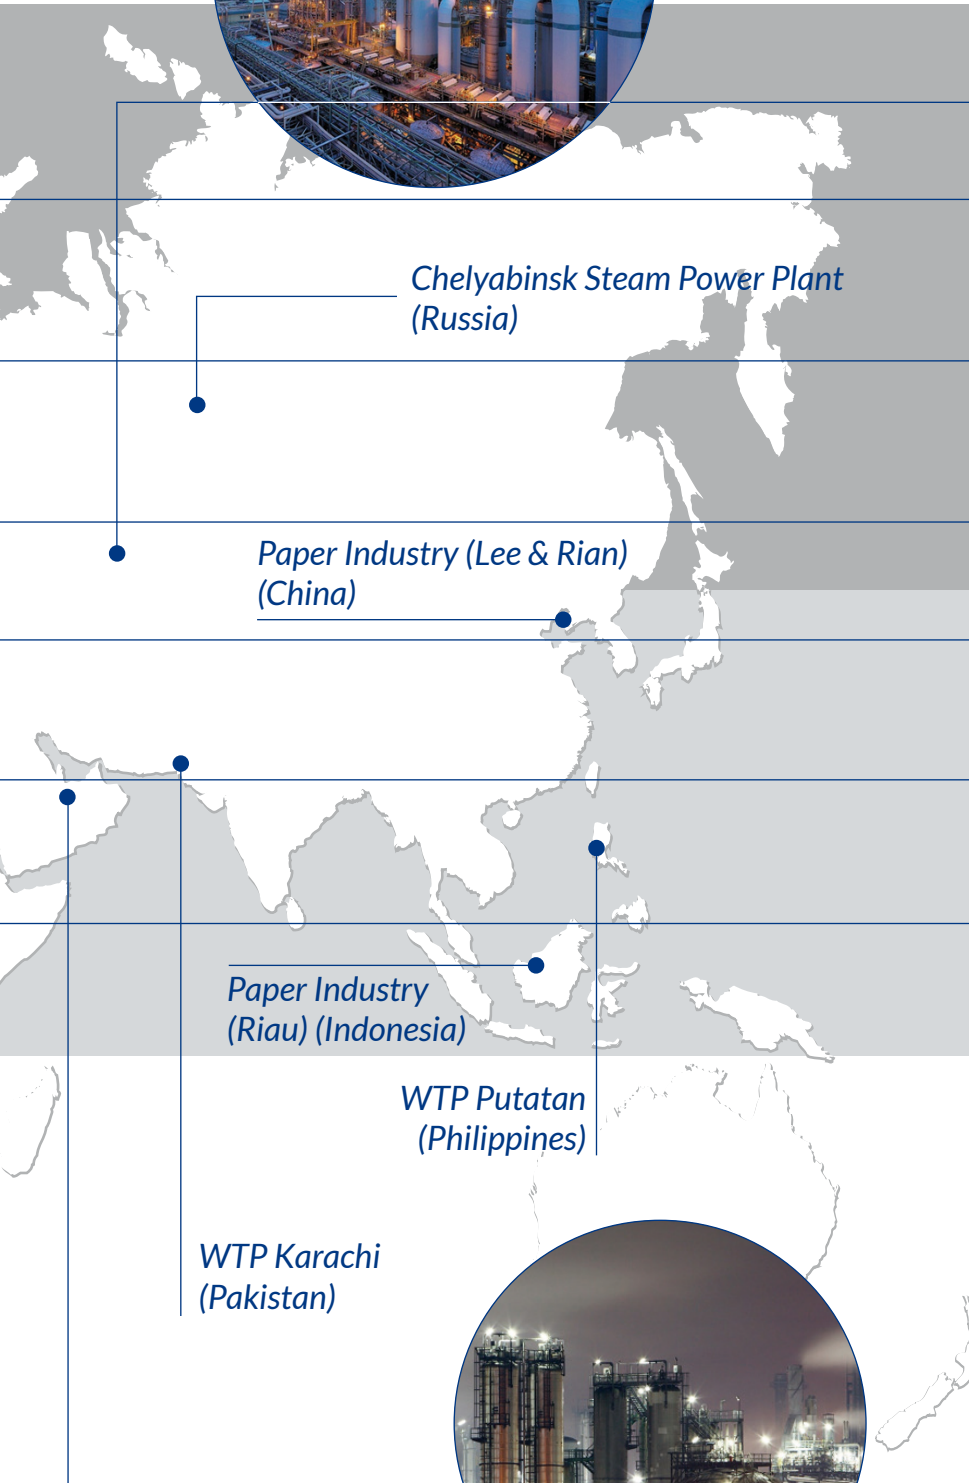 Chelyabinsk Steam Power Plant
(Russia)
Paper Industry (Lee & Rian)
(China)
Paper Industry
(Riau) (Indonesia)
WTP Putatan
(Philippines)
WTP Karachi
(Pakistan)